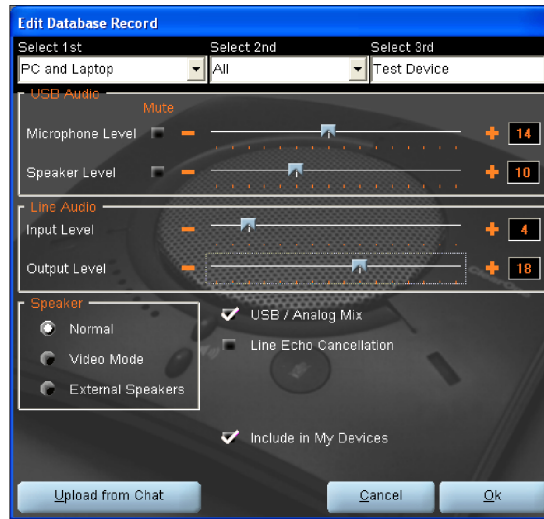 Edit Database Record
Select 1st Select 2nd Select 3rd
PC and Laptop All Test Device
USB Audio
Mute
Microphone Level 14
Speaker Level 10
Line Audio
Input Level 4
Output Level 18
Speaker
Normal
Video Mode
External Speakers
USB / Analog Mix
Line Echo Cancellation
Include in My Devices
Upload from Chat Cancel Ok